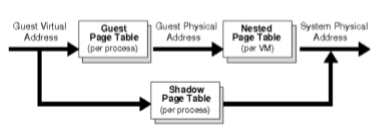 Guest Virtual
Address
Guest
Page Table
(per process)
Guest Physical
Address
Nested
Page Table
(per VM)
System Physical
Address
Shadow
Page Table
(per process)